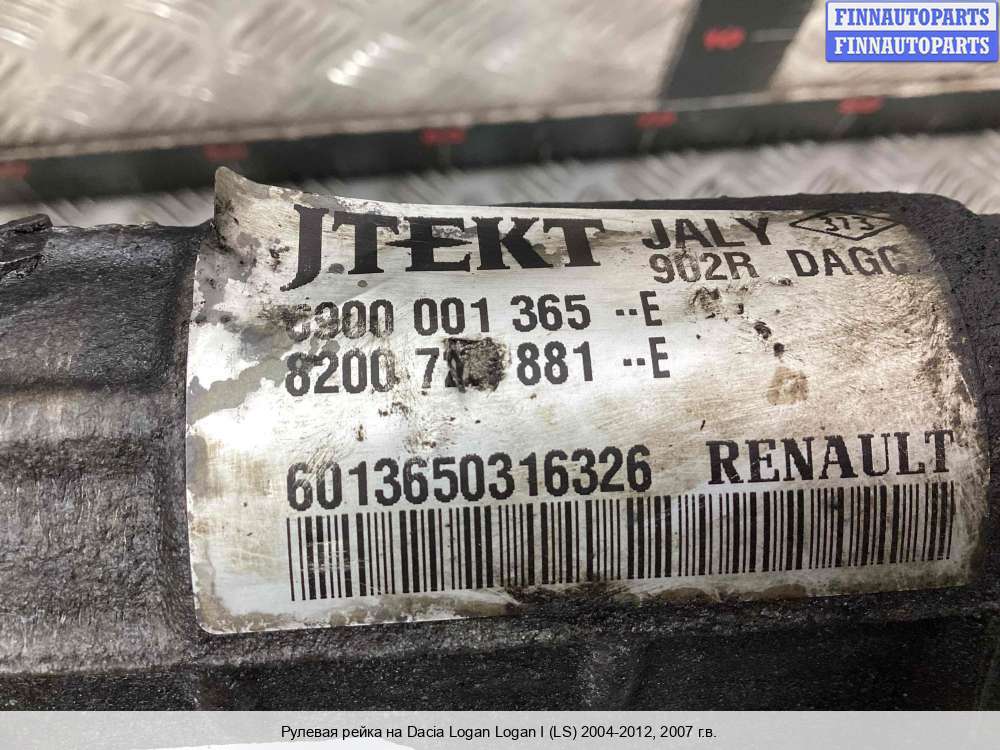 FINNAUTOPARTS
FINNAUTOPARTS
JTEKT JALY 373
902R DAGC
001 365 --E
8200 881 --E
6013650316326 RENAULT
Рулевая рейка на Dacia Logan Logan I (LS) 2004-2012, 2007 г.в.